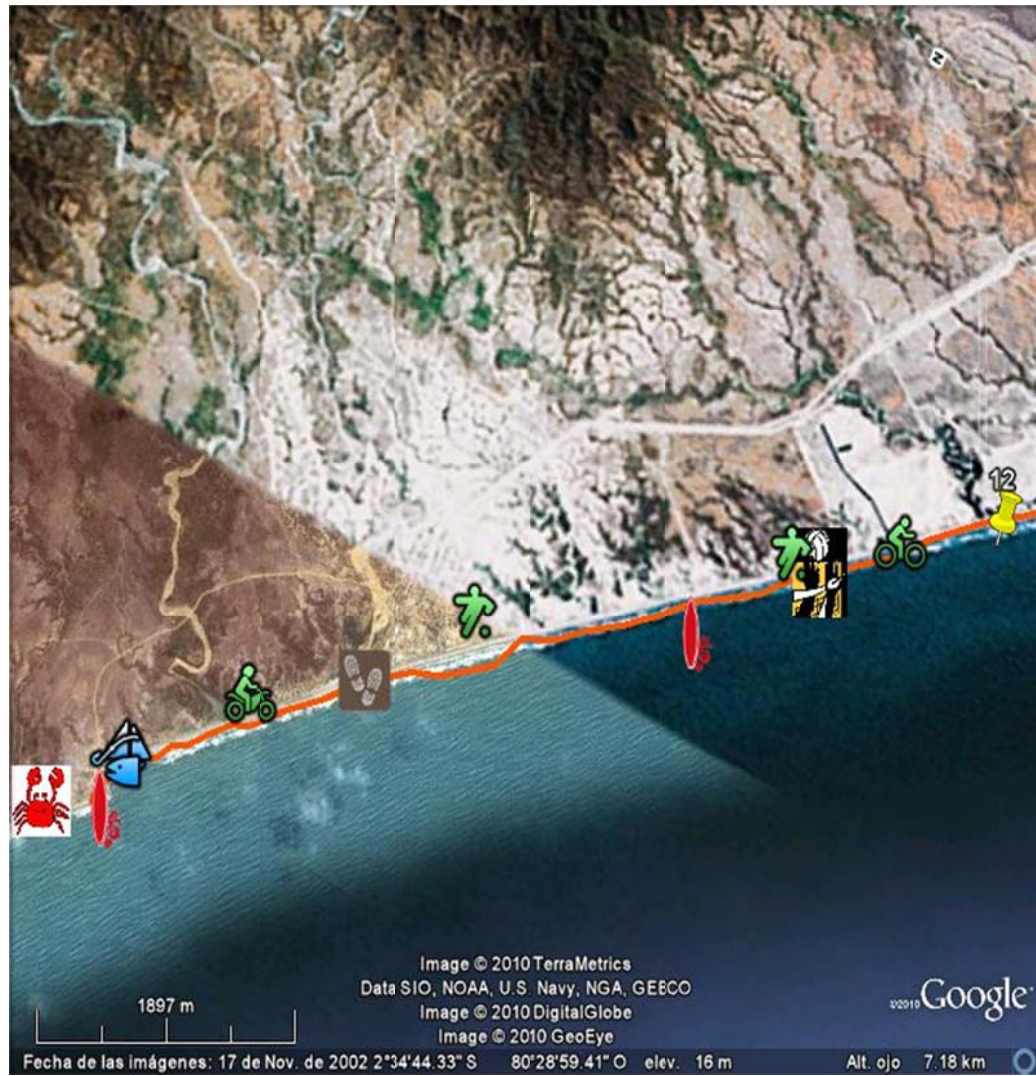 N
12
1897 m
Image © 2010 TerraMetrics
Data SIO, NOAA, U.S. Navy, NGA, GEBCO
Image © 2010 DigitalGlobe
Image © 2010 GeoEye
©2010 Google
Fecha de las imágenes: 17 de Nov. de 2002 2°34'44.33" S 80°28'59.41" O elev. 16 m Alt. ojo 7.18 km